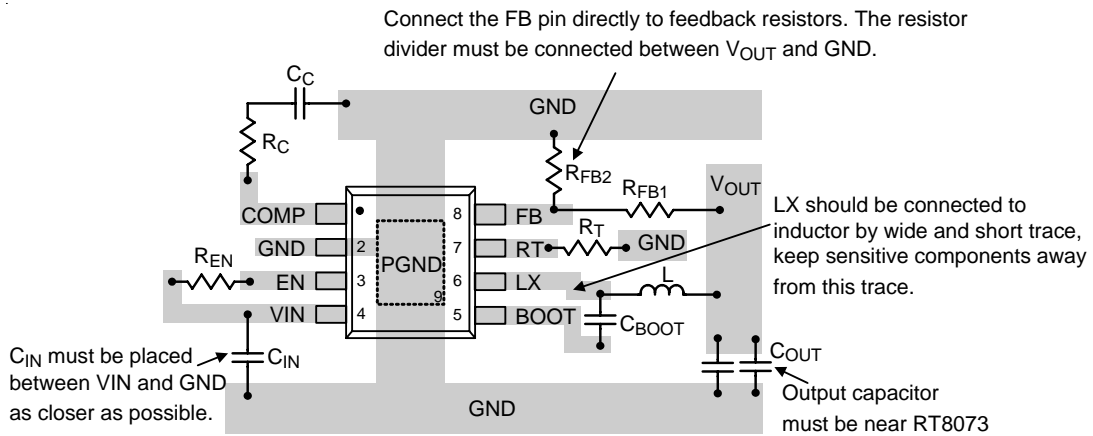 Connect the FB pin directly to feedback resistors. The resistor
divider must be connected between VOUT and GND.
CC
GND
RC
RFB2
RFB1
VOUT
LX should be connected to
inductor by wide and short trace,
keep sensitive components away
from this trace.
COMP
8
FB
GND
2
PGND
7
RT
RT
GND
REN
EN
3
9
6
LX
L
VIN
4
5
BOOT
CBOOT
CIN must be placed
between VIN and GND
as closer as possible.
CIN
COUT
Output capacitor
must be near RT8073
GND